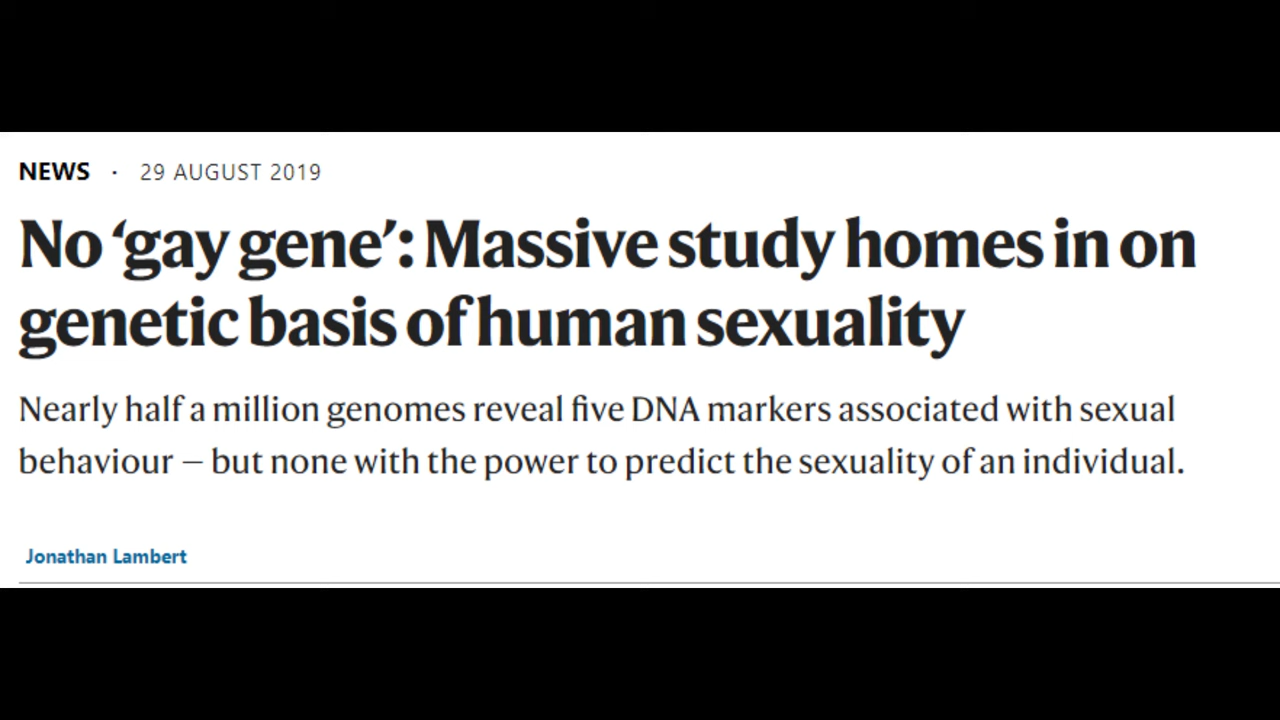 NEWS · 29 AUGUST 2019
No ‘gay gene’: Massive study homes in on
genetic basis of human sexuality
Nearly half a million genomes reveal five DNA markers associated with sexual
behaviour — but none with the power to predict the sexuality of an individual.
Jonathan Lambert